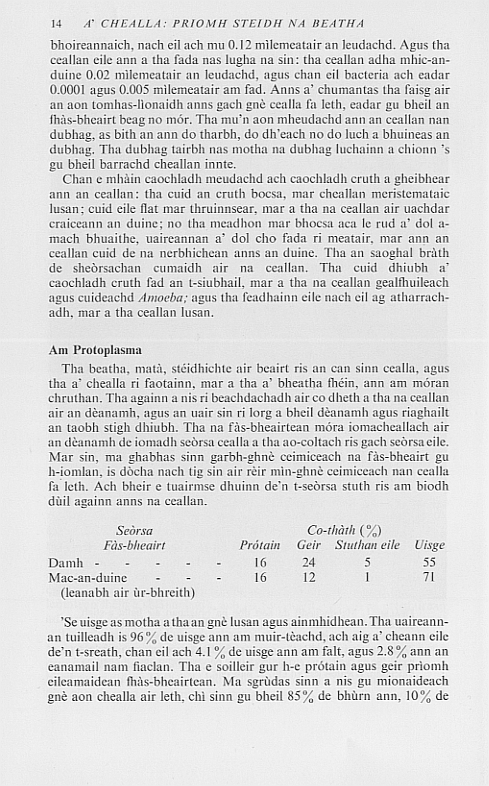 14 A' CHEALLA: PRIOMH STEIDH NA BEATHA
bhoireannaich, nach eil ach mu 0.12 mìlemeatair an leudachd. Agus tha
ceallan eile ann a tha fada nas lugha na sin: tha ceallan adha mhic-an-
duine 0.02 mìlemeatair an leudachd, agus chan eil bacteria ach eadar
0.0001 agus 0.005 mìlemeatair am fad. Anns a' chumantas tha faisg air
an aon tomhas-lìonaidh anns gach gnè cealla fa leth, eadar gu bheil an
fhàs-bheairt beag no mór. Tha mu'n aon mheudachd ann an ceallan nan
dubhag, as bith an ann do tharbh, do dh'each no do luch a bhuineas an
dubhag. Tha dubhag tairbh nas motha na dubhag luchainn a chionn 's
gu bheil barrachd cheallan innte.
Chan e mhàin caochladh meudachd ach caochladh cruth a gheibhear
ann an ceallan: tha cuid an cruth bocsa, mar cheallan meristemataic
lusan; cuid eile flat mar thruinnsear, mar a tha na ceallan air uachdar
craiceann an duine; no tha meadhon mar bhocsa aca le rud a' dol a-
mach bhuaithe, uaireannan a' dol cho fada ri meatair, mar ann an
ceallan cuid de na nerbhichean anns an duine. Tha an saoghal bràth
de sheòrsachan cumaidh air na ceallan. Tha cuid dhiubh a'
caochladh cruth fad an t-siubhail, mar a tha na ceallan gealfhuileach
agus cuideachd Amoeba; agus tha feadhainn eile nach eil ag atharrach-
adh, mar a tha ceallan lusan.
Am Protoplasma
Tha beatha, matà, stéidhichte air beairt ris an can sinn cealla, agus
tha a' chealla ri faotainn, mar a tha a' bheatha fhéin, ann am móran
chruthan. Tha againn a nis ri beachdachadh air co dheth a tha na ceallan
air an dèanamh, agus an uair sin ri lorg a bheil dèanamh agus riaghailt
an taobh stigh dhiubh. Tha na fàs-bheairtean móra iomacheallach air
an dèanamh de iomadh seòrsa cealla a tha ao-coltach ris gach seòrsa eile.
Mar sin, ma ghabhas sinn garbh-ghnè ceimiceach na fàs-bheairt gu
h-iomlan, is dòcha nach tig sin air rèir mìn-ghnè ceimiceach nan cealla
fa leth. Ach bheir e tuairmse dhuinn de'n t-seòrsa stuth ris am biodh
dùil againn anns na ceallan.
Seòrsa Co-thàth (%)
Fàs-bheairt Prótain Geir Stuthan eile Uisge
Damh - - - - - 16 24 5 55
Mac-an-duine - - - 16 12 1 71
(leanabh air ùr-bhreith)
'Se uisge as motha a tha an gnè lusan agus ainmhidhean. Tha uaireann-
an tuilleadh is 96% de uisge ann am muir-tèachd, ach aig a' cheann eile
de'n t-sreath, chan eil ach 4.1% de uisge ann am falt, agus 2.8% ann an
eanamail nam fiaclan. Tha e soilleir gur h-e prótain agus geir prìomh
eileamaidean fhàs-bheairtean. Ma sgrùdas sinn a nis gu mionaideach
gnè aon chealla air leth, chì sinn gu bheil 85% de bhùrn ann, 10% de